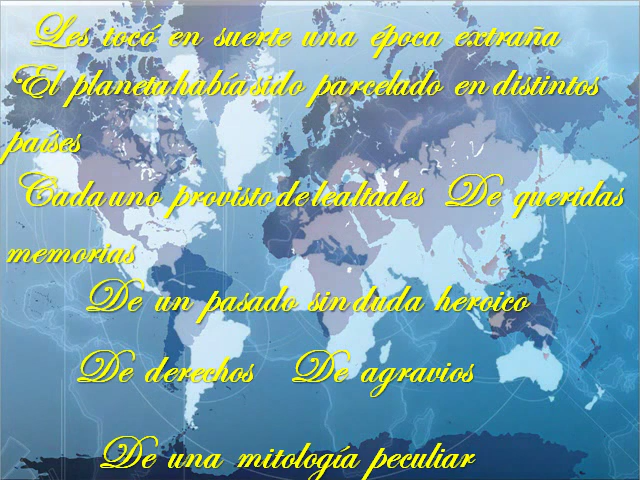 Les tocó en suerte una época extraña
El planeta había sido parcelado en distintos
países
Cada uno provisto de lealtades De queridas
memorias
De un pasado sin duda heroico
De derechos De agravios
De una mitología peculiar